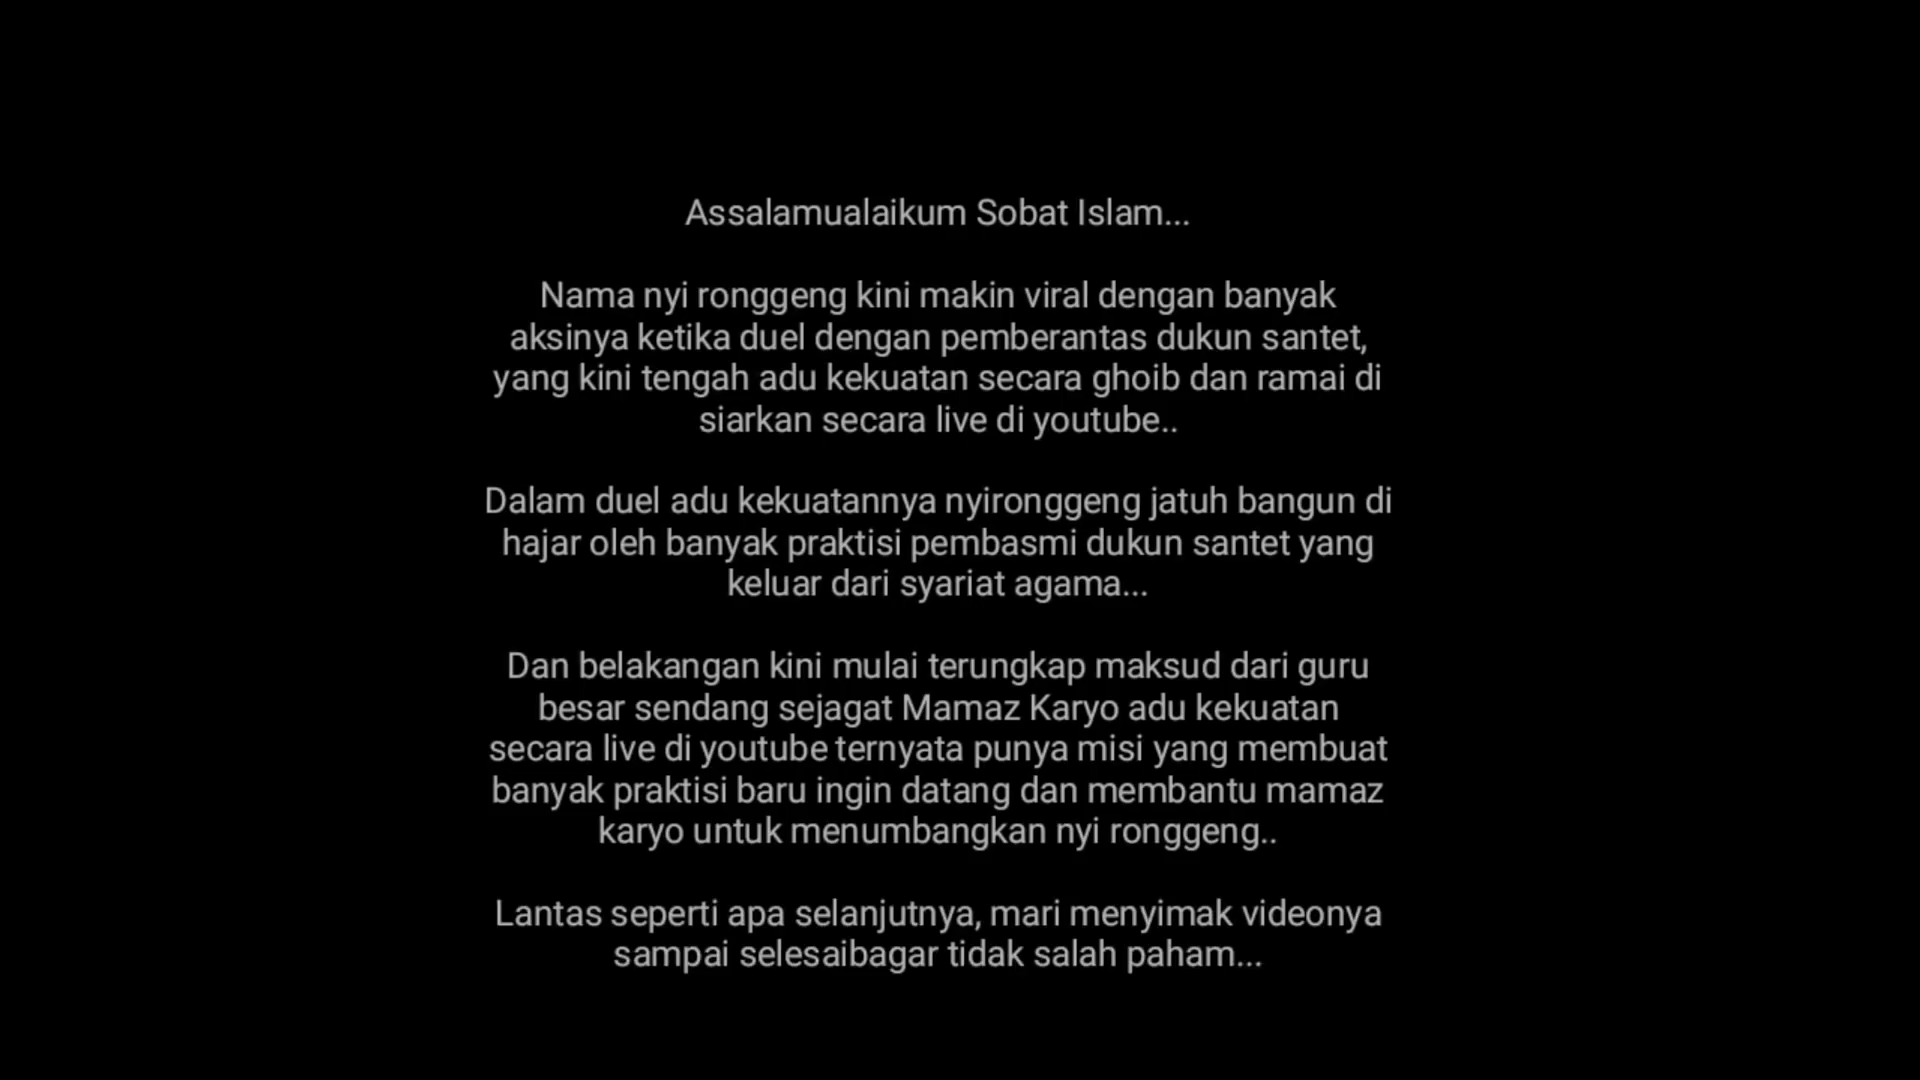 Assalamualaikum Sobat Islam...
Nama nyi ronggeng kini makin viral dengan banyak
aksinya ketika duel dengan pemberantas dukun santet,
yang kini tengah adu kekuatan secara ghoib dan ramai di
siarkan secara live di youtube..
Dalam duel adu kekuatannya nyironggeng jatuh bangun di
hajar oleh banyak praktisi pembasmi dukun santet yang
keluar dari syariat agama...
Dan belakangan kini mulai terungkap maksud dari guru
besar sendang sejagat Mamaz Karyo adu kekuatan
secara live di youtube ternyata punya misi yang membuat
banyak praktisi baru ingin datang dan membantu mamaz
karyo untuk menumbangkan nyi ronggeng..
Lantas seperti apa selanjutnya, mari menyimak videonya
sampai selesaibagar tidak salah paham...